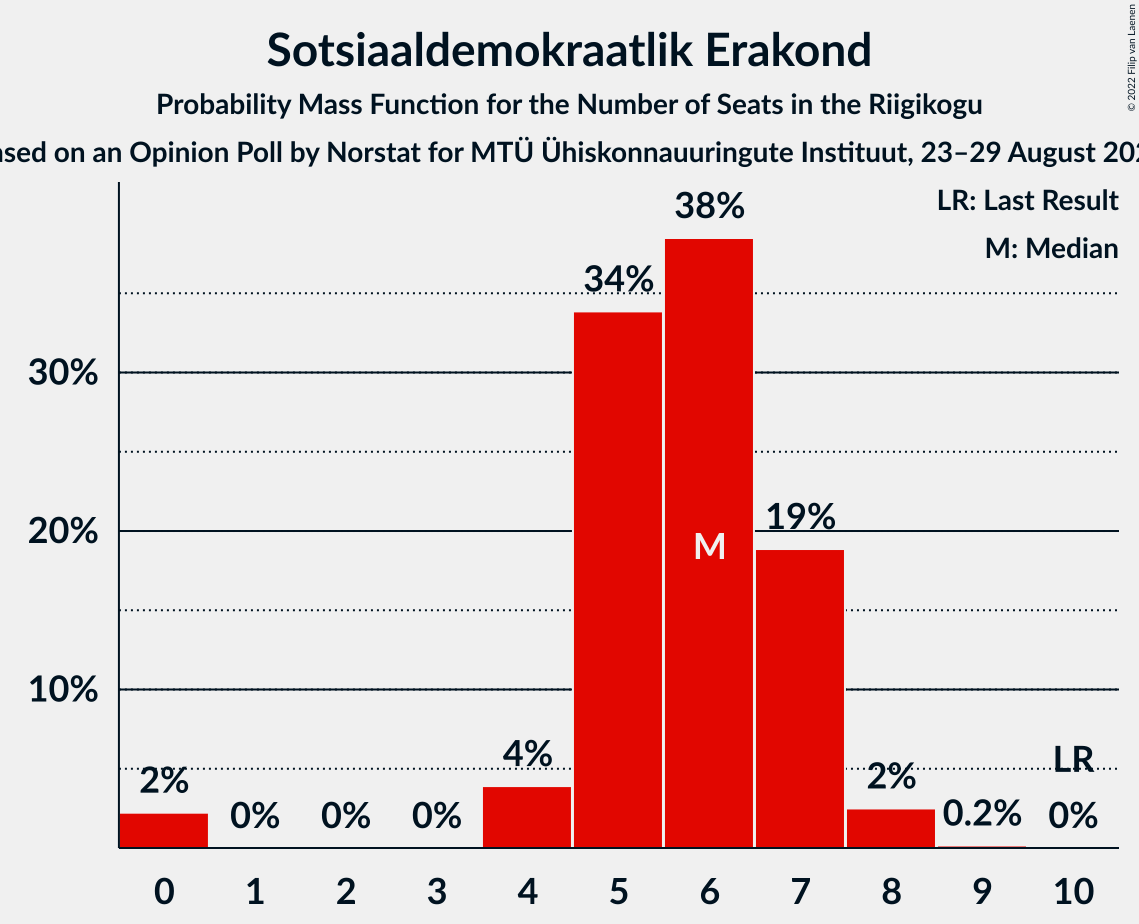 Sotsiaaldemokraatlik Erakond
Probability Mass Function for the Number of Seats in the Riigikogu
on an Opinion Poll by Norstat for MTÜ Ühiskonnauuringute Instituut, 23–29 August
© 2022 Filip van Laenen
LR: Last Result
M: Median
38%
34%
30%
M
19%
20%
10%
4%
LR
2%
2%
0%
0%
0%
0.2%
0%
0 1 2 3 4 5 6 7 8 9 10